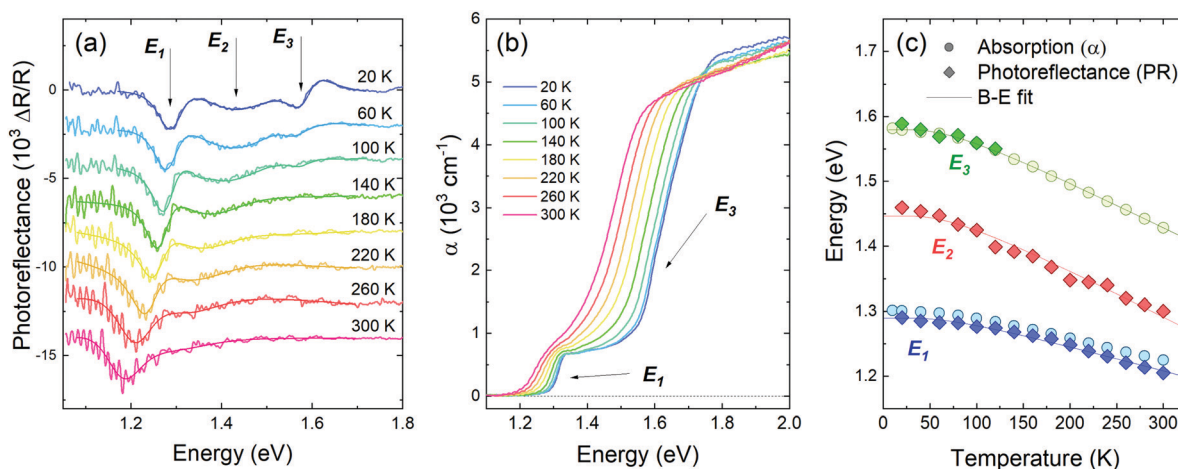 (a)
E1
E2
E3
20 K
60 K
100 K
140 K
180 K
220 K
260 K
300 K
0
-5
-10
-15
1.2
1.4
1.6
1.8
Photoreflectance (10³ ΔR/R)
Energy (eV)
(b)
20 K
60 K
100 K
140 K
180 K
220 K
260 K
300 K
E3
E1
6
5
4
3
2
1
0
1.2
1.4
1.6
1.8
2.0
α (10³ cm⁻¹)
Energy (eV)
(c)
Absorption (α)
Photoreflectance (PR)
B-E fit
E3
E2
E1
1.7
1.6
1.5
1.4
1.3
1.2
0
50
100
150
200
250
300
Energy (eV)
Temperature (K)